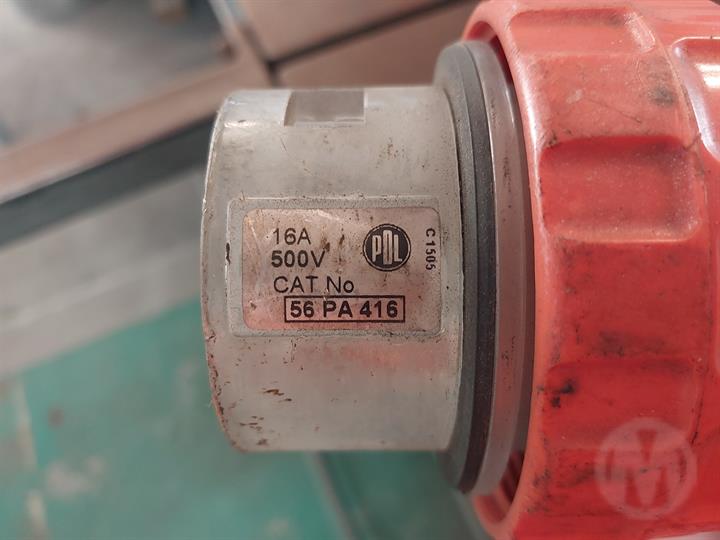 16A
500V
PDL
C1505
CAT No
56 PA 416
M